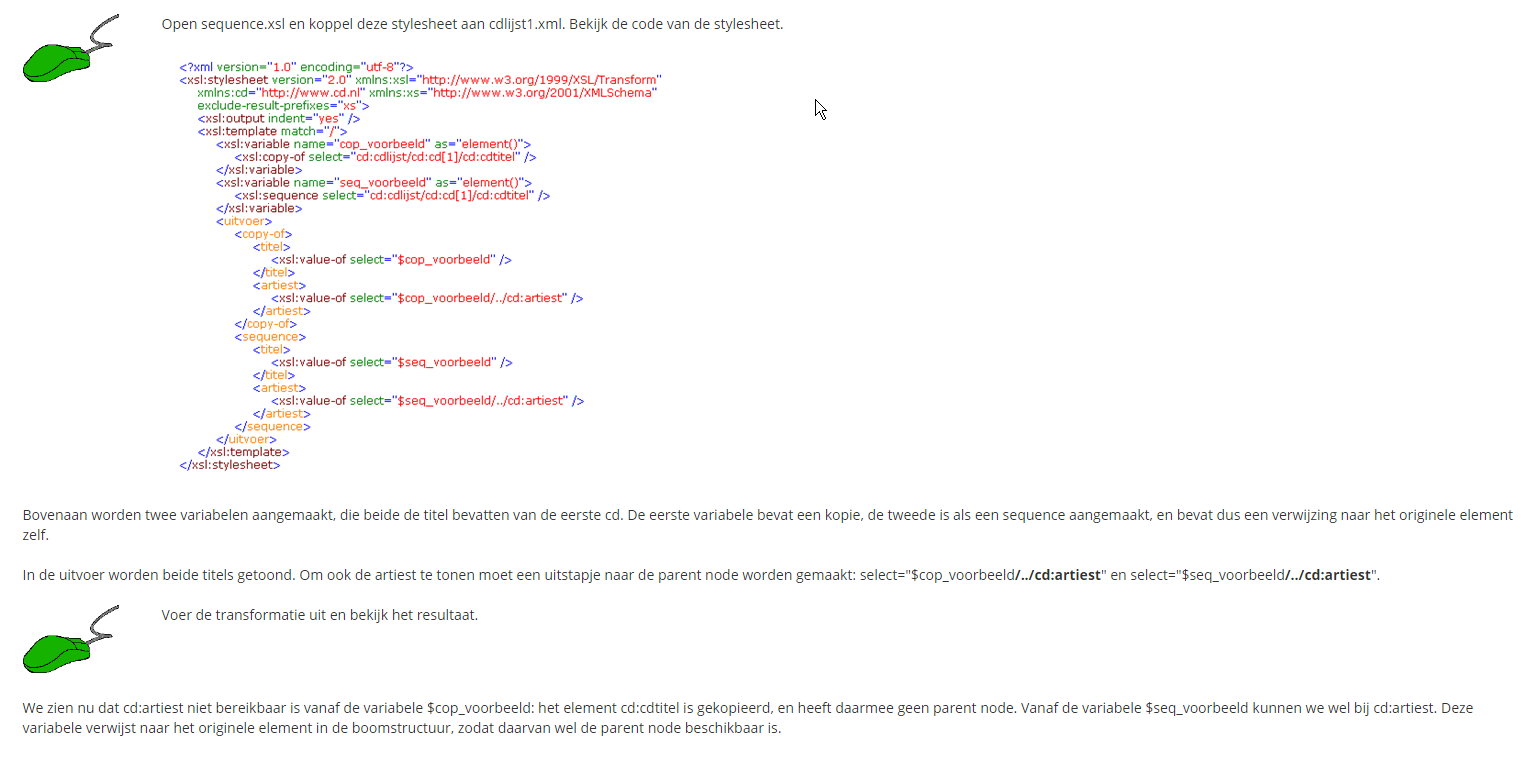 Open sequence.xsl en koppel deze stylesheet aan cdlijst1.xml. Bekijk de code van de stylesheet.
<?xml version="1.0" encoding="utf-8"?>
<xsl:stylesheet version="2.0" xmlns:xsl="http://www.w3.org/1999/XSL/Transform"
xmlns:cd="http://www.cd.nl" xmlns:xs="http://www.w3.org/2001/XMLSchema"
exclude-result-prefixes="xs">
<xsl:output indent="yes" />
<xsl:template match="/">
<xsl:variable name="cop_voorbeeld" as="element()">
<xsl:copy-of select="cd:cdlijst/cd:cd[1]/cd:cdtitel" />
</xsl:variable>
<xsl:variable name="seq_voorbeeld" as="element()">
<xsl:sequence select="cd:cdlijst/cd:cd[1]/cd:cdtitel" />
</xsl:variable>
<uitvoer>
<copy-of>
<titel>
<xsl:value-of select="$cop_voorbeeld" />
</titel>
<artiest>
<xsl:value-of select="$cop_voorbeeld/../cd:artiest" />
</artiest>
</copy-of>
<sequence>
<titel>
<xsl:value-of select="$seq_voorbeeld" />
</titel>
<artiest>
<xsl:value-of select="$seq_voorbeeld/../cd:artiest" />
</artiest>
</sequence>
</uitvoer>
</xsl:template>
</xsl:stylesheet>
Bovenaan worden twee variabelen aangemaakt, die beide de titel bevatten van de eerste cd. De eerste variabele bevat een kopie, de tweede is als een sequence aangemaakt, en bevat dus een verwijzing naar het originele element
zelf.
In de uitvoer worden beide titels getoond. Om ook de artiest te tonen moet een uitstapje naar de parent node worden gemaakt: select="$cop_voorbeeld/../cd:artiest" en select="$seq_voorbeeld/../cd:artiest".
Voer de transformatie uit en bekijk het resultaat.
We zien nu dat cd:artiest niet bereikbaar is vanaf de variabele $cop_voorbeeld: het element cd:cdtitel is gekopieerd, en heeft daarmee geen parent node. Vanaf de variabele $seq_voorbeeld kunnen we wel bij cd:artiest. Deze
variabele verwijst naar het originele element in de boomstructuur, zodat daarvan wel de parent node beschikbaar is.